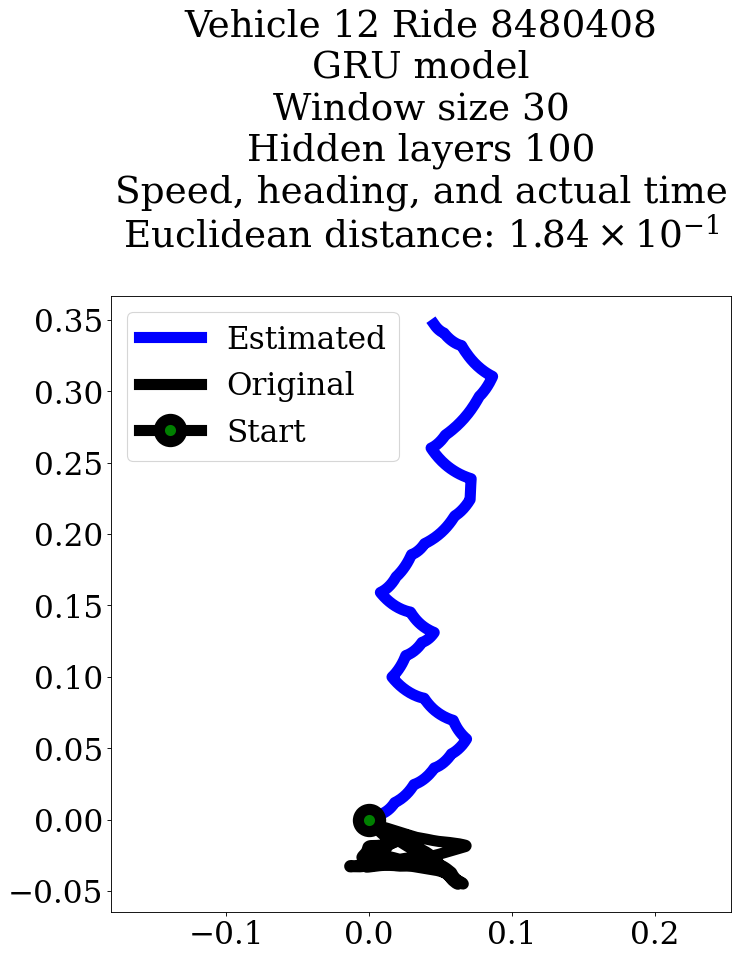 Vehicle 12 Ride 8480408
GRU model
Window size 30
Hidden layers 100
Speed, heading, and actual time
Euclidean distance: 1.84 × 10⁻¹
Estimated
Original
Start
0.35
0.30
0.25
0.20
0.15
0.10
0.05
0.00
−0.05
−0.1
0.0
0.1
0.2